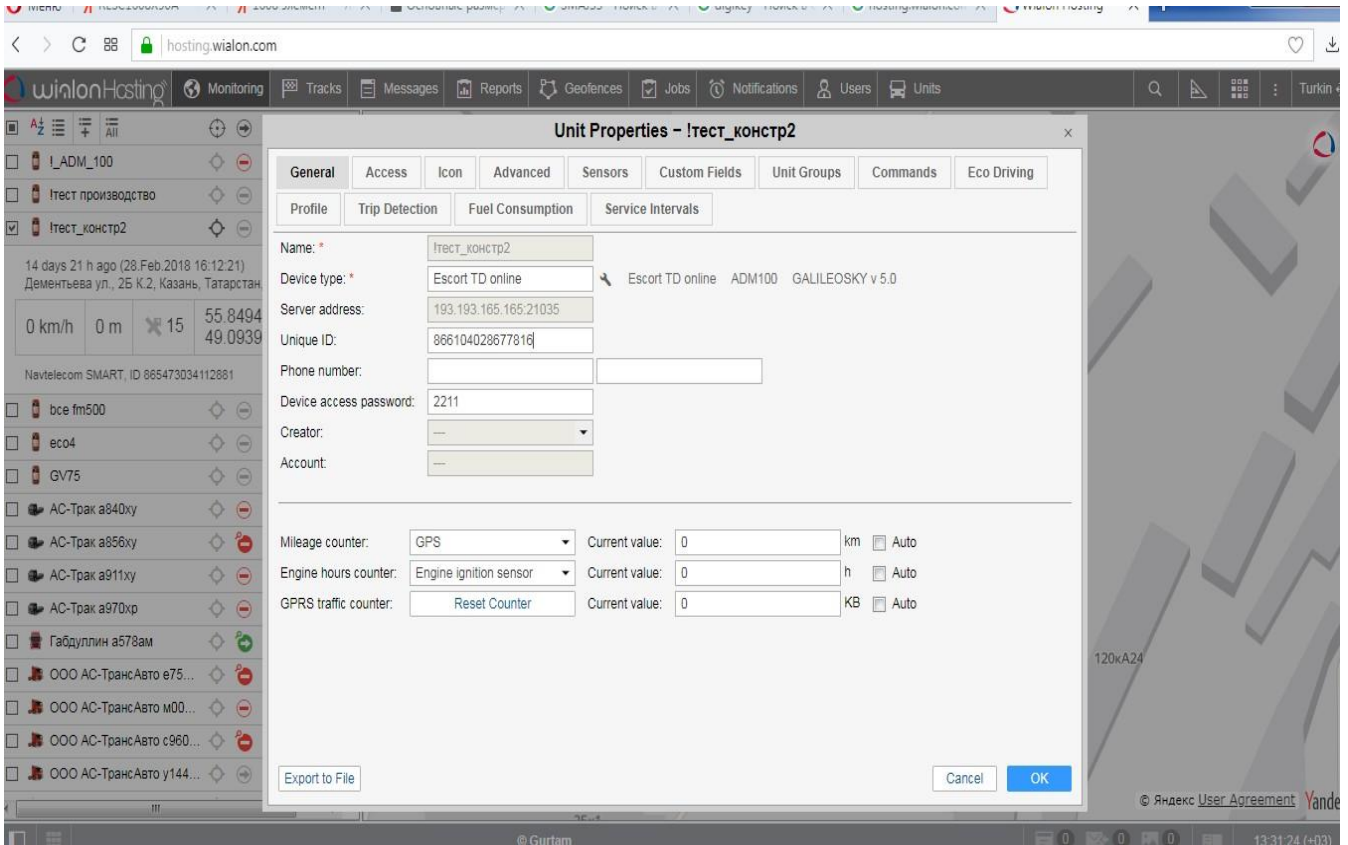 hosting.wialon.com
wialonHosting Monitoring Tracks Messages Reports Geofences Jobs Notifications Users Units Turkin
All
!_ADM_100
!тест производство
!тест_констр2
14 days 21 h ago (28.Feb.2018 16:12:21)
Дементьева ул., 2Б К.2, Казань, Татарстан,
0 km/h 0 m 15 55.8494
49.0939
Navtelecom SMART, ID 865473034112881
bce fm500
eco4
GV75
АС-Трак а840ху
АС-Трак а856ху
АС-Трак а911ху
АС-Трак а970хр
Габдуллин а578ам
ООО АС-ТрансАвто е75...
ООО АС-ТрансАвто м00...
ООО АС-ТрансАвто с960...
ООО АС-ТрансАвто у144...
Unit Properties – !тест_констр2
General Access Icon Advanced Sensors Custom Fields Unit Groups Commands Eco Driving
Profile Trip Detection Fuel Consumption Service Intervals
Name: * !тест_констр2
Device type: * Escort TD online Escort TD online ADM100 GALILEOSKY v 5.0
Server address: 193.193.165.165:21035
Unique ID: 866104028677816
Phone number:
Device access password: 2211
Creator: ---
Account: ---
Mileage counter: GPS Current value: 0 km Auto
Engine hours counter: Engine ignition sensor Current value: 0 h Auto
GPRS traffic counter: Reset Counter Current value: 0 KB Auto
Export to File Cancel OK
120кА24
© Яндекс User Agreement Yande
© Gurtam 0 0 0 13:31:24 (+03)